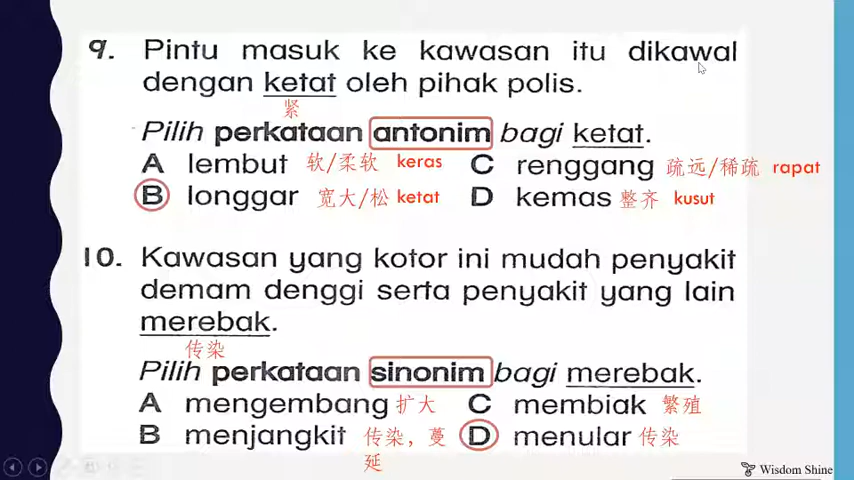 9. Pintu masuk ke kawasan itu dikawal
dengan ketat oleh pihak polis.
紧
Pilih perkataan antonim bagi ketat.
A lembut 软/柔软 keras C renggang 疏远/稀疏 rapat
B longgar 宽大/松 ketat D kemas 整齐 kusut
10. Kawasan yang kotor ini mudah penyakit
demam denggi serta penyakit yang lain
merebak.
传染
Pilih perkataan sinonim bagi merebak.
A mengembang 扩大 C membiak 繁殖
B menjangkit 传染，蔓 D menular 传染
延
Wisdom Shine